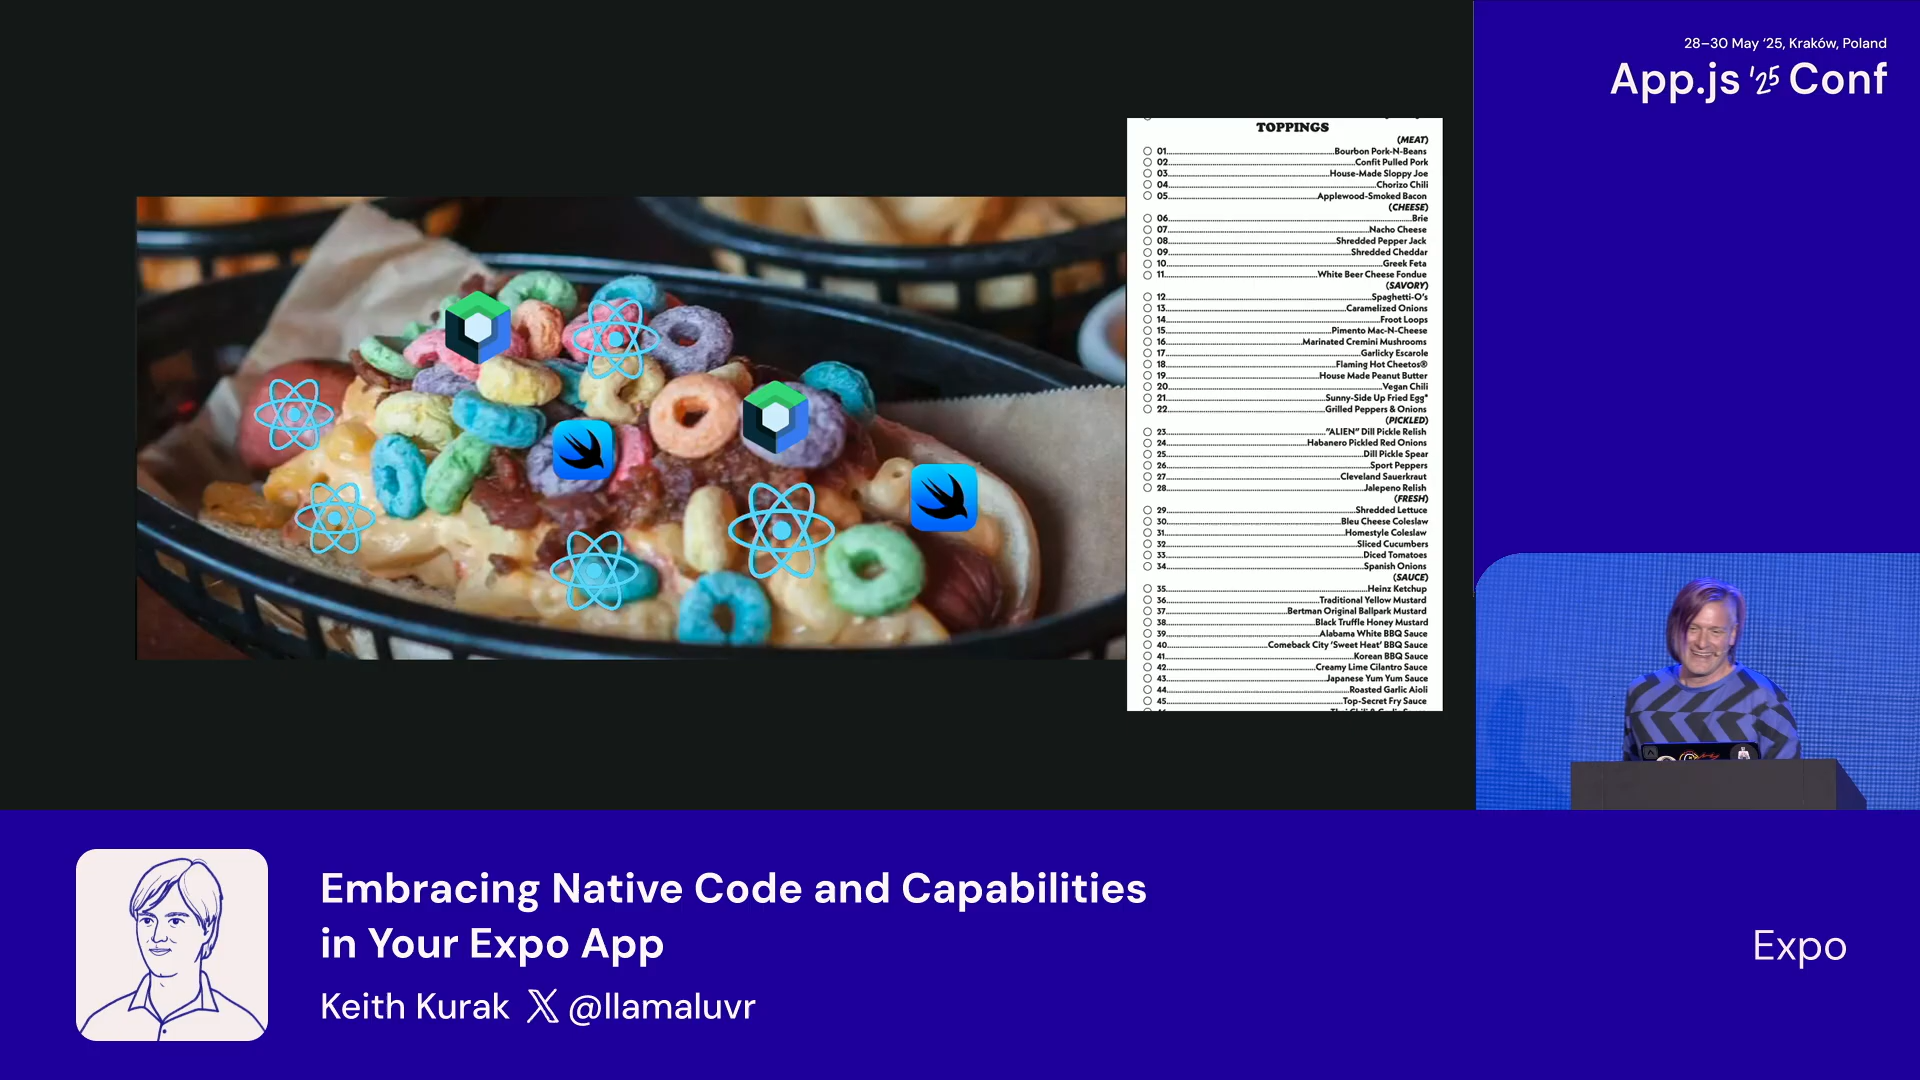 28–30 May '25, Kraków, Poland
App.js '25 Conf
TOPPINGS
(MEAT)
01 Bourbon Pork-N-Beans
02 Confit Pulled Pork
03 House-Made Sloppy Joe
04 Chorizo Chili
05 Applewood-Smoked Bacon
(CHEESE)
06 Brie
07 Nacho Cheese
08 Shredded Pepper Jack
09 Shredded Cheddar
10 Greek Feta
11 White Beer Cheese Fondue
(SAVORY)
12 Spaghetti-O's
13 Caramelized Onions
14 Froot Loops
15 Pimento Mac-N-Cheese
16 Marinated Cremini Mushrooms
17 Garlicky Escarole
18 Flaming Hot Cheetos®
19 House Made Peanut Butter
20 Vegan Chili
21 Sunny-Side Up Fried Egg*
22 Grilled Peppers & Onions
(PICKLED)
23 "ALIEN" Dill Pickle Relish
24 Habanero Pickled Red Onions
25 Dill Pickle Spear
26 Sport Peppers
27 Cleveland Sauerkraut
28 Jalepeno Relish
(FRESH)
29 Shredded Lettuce
30 Bleu Cheese Coleslaw
31 Homestyle Coleslaw
32 Sliced Cucumbers
33 Diced Tomatoes
34 Spanish Onions
(SAUCE)
35 Heinz Ketchup
36 Traditional Yellow Mustard
37 Bertman Original Ballpark Mustard
38 Black Truffle Honey Mustard
39 Alabama White BBQ Sauce
40 Comeback City 'Sweet Heat' BBQ Sauce
41 Korean BBQ Sauce
42 Creamy Lime Cilantro Sauce
43 Japanese Yum Yum Sauce
44 Roasted Garlic Aioli
45 Top-Secret Fry Sauce
Embracing Native Code and Capabilities
in Your Expo App
Keith Kurak X @llamaluvr
Expo